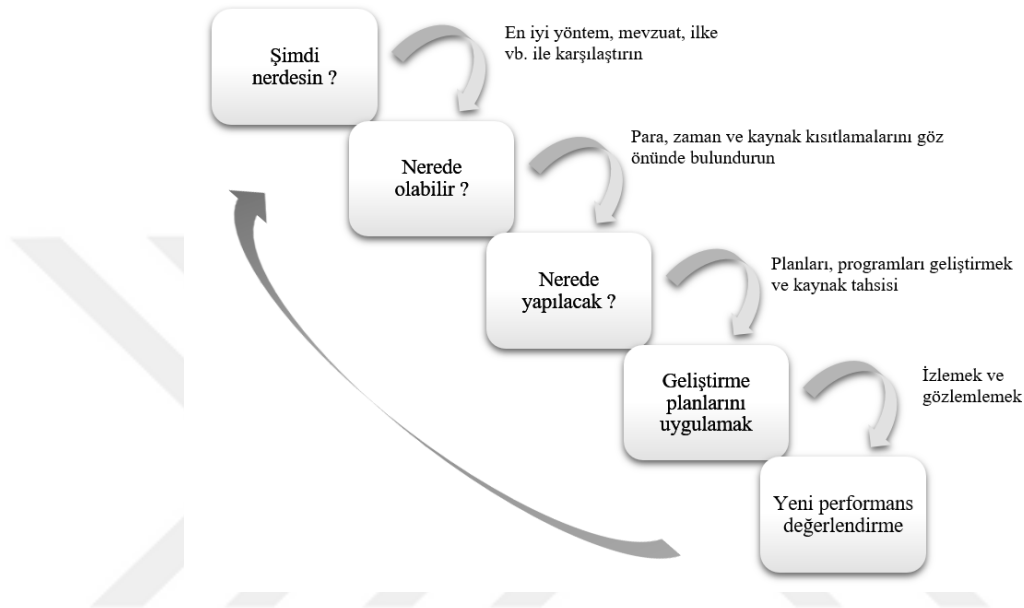 Şimdi
nerdesin ?
En iyi yöntem, mevzuat, ilke
vb. ile karşılaştırın
Nerede
olabilir ?
Para, zaman ve kaynak kısıtlamalarını göz
önünde bulundurun
Nerede
yapılacak ?
Planları, programları geliştirmek
ve kaynak tahsisi
Geliştirme
planlarını
uygulamak
İzlemek ve
gözlemlemek
Yeni performans
değerlendirme